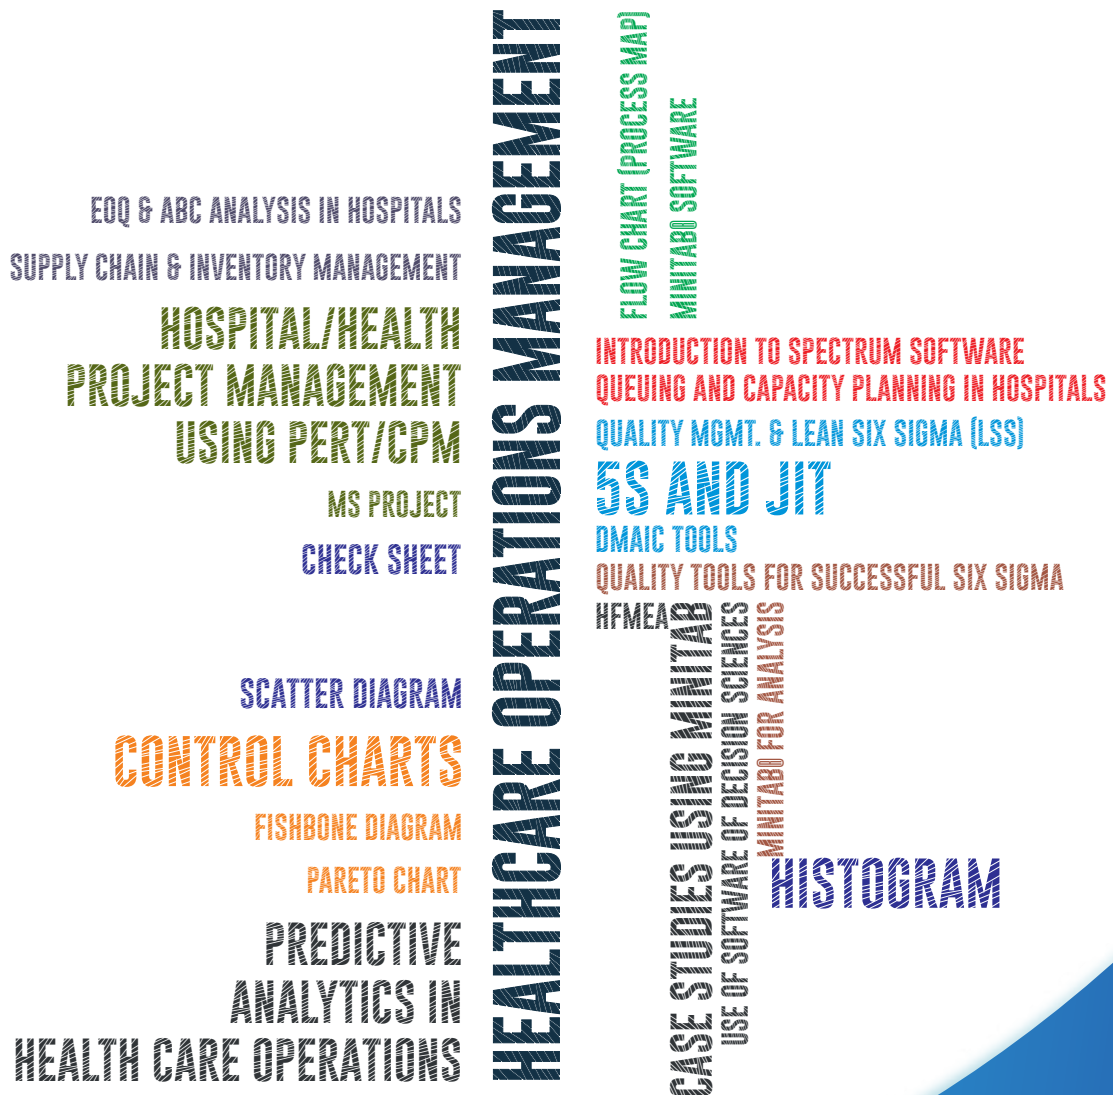 EOQ & ABC ANALYSIS IN HOSPITALS
SUPPLY CHAIN & INVENTORY MANAGEMENT
HOSPITAL/HEALTH
PROJECT MANAGEMENT
USING PERT/CPM
MS PROJECT
CHECK SHEET
SCATTER DIAGRAM
CONTROL CHARTS
FISHBONE DIAGRAM
PARETO CHART
PREDICTIVE
ANALYTICS IN
HEALTH CARE OPERATIONS
HEALTHCARE OPERATIONS MANAGEMENT
FLOW CHART (PROCESS MAP)
MINITAB® SOFTWARE
INTRODUCTION TO SPECTRUM SOFTWARE
QUEUING AND CAPACITY PLANNING IN HOSPITALS
QUALITY MGMT. & LEAN SIX SIGMA (LSS)
5S AND JIT
DMAIC TOOLS
QUALITY TOOLS FOR SUCCESSFUL SIX SIGMA
HFMEA
CASE STUDIES USING MINITAB
USE OF SOFTWARE OF DECISION SCIENCES
MINITAB® FOR ANALYSIS
HISTOGRAM